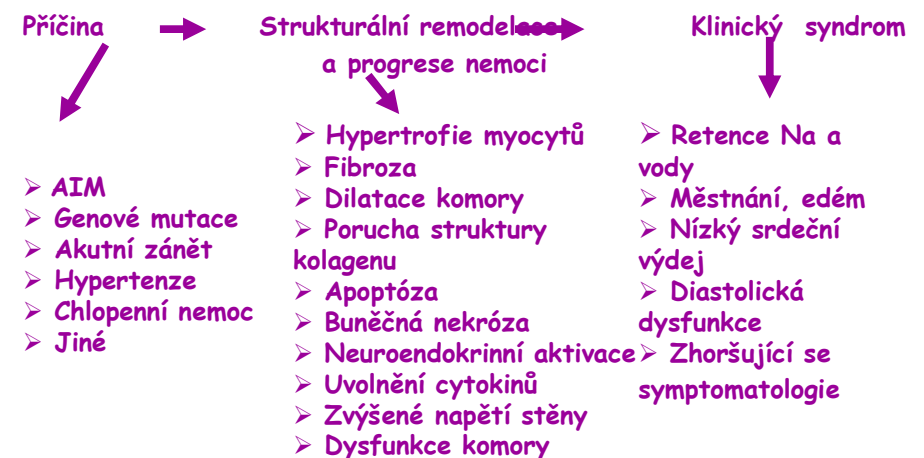 Příčina
Strukturální remodelace
a progrese nemoci
Klinický syndrom
➢ AIM
➢ Genové mutace
➢ Akutní zánět
➢ Hypertenze
➢ Chlopenní nemoc
➢ Jiné
➢ Hypertrofie myocytů
➢ Fibroza
➢ Dilatace komory
➢ Porucha struktury
kolagenu
➢ Apoptóza
➢ Buněčná nekróza
➢ Neuroendokrinní aktivace
➢ Uvolnění cytokinů
➢ Zvýšené napětí stěny
➢ Dysfunkce komory
➢ Retence Na a
vody
➢ Městnání, edém
➢ Nízký srdeční
výdej
➢ Diastolická
dysfunkce
➢ Zhoršující se
symptomatologie